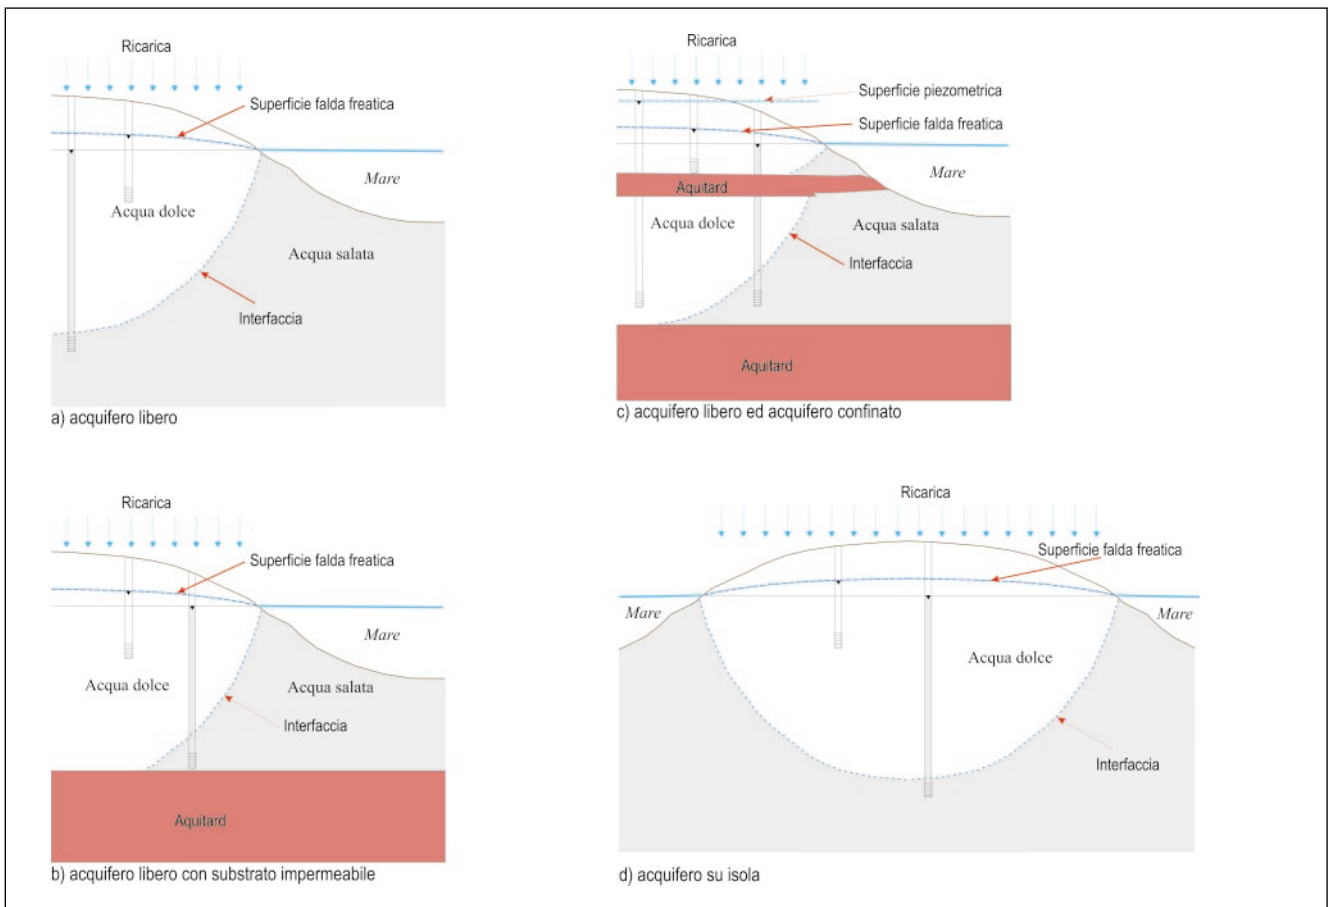 Ricarica
Superficie falda freatica
Mare
Acqua dolce
Acqua salata
Interfaccia
a) acquifero libero
Ricarica
Superficie piezometrica
Superficie falda freatica
Mare
Aquitard
Acqua dolce
Acqua salata
Interfaccia
Aquitard
c) acquifero libero ed acquifero confinato
Ricarica
Superficie falda freatica
Mare
Acqua dolce
Acqua salata
Interfaccia
Aquitard
b) acquifero libero con substrato impermeabile
Ricarica
Superficie falda freatica
Mare
Mare
Acqua dolce
Interfaccia
d) acquifero su isola